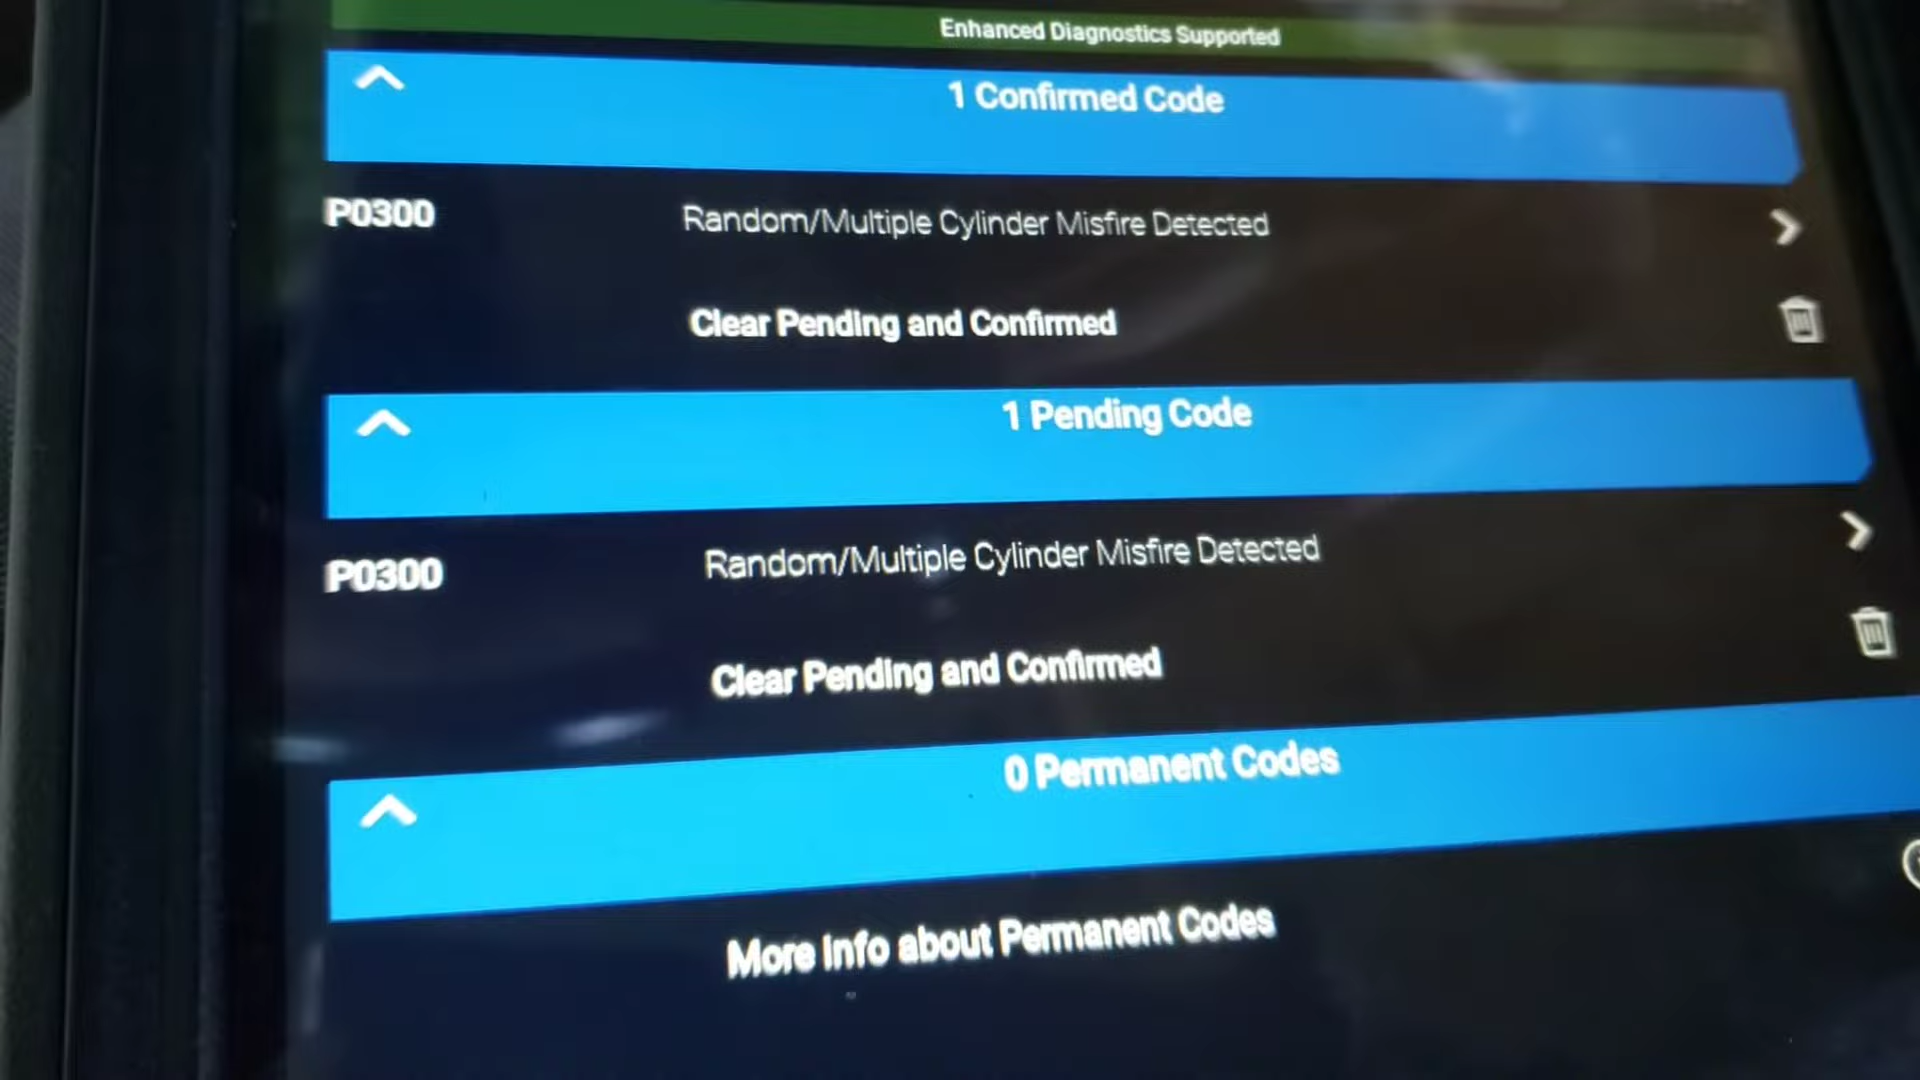 Enhanced Diagnostics Supported
1 Confirmed Code
P0300 Random/Multiple Cylinder Misfire Detected
Clear Pending and Confirmed
1 Pending Code
P0300 Random/Multiple Cylinder Misfire Detected
Clear Pending and Confirmed
0 Permanent Codes
More Info about Permanent Codes